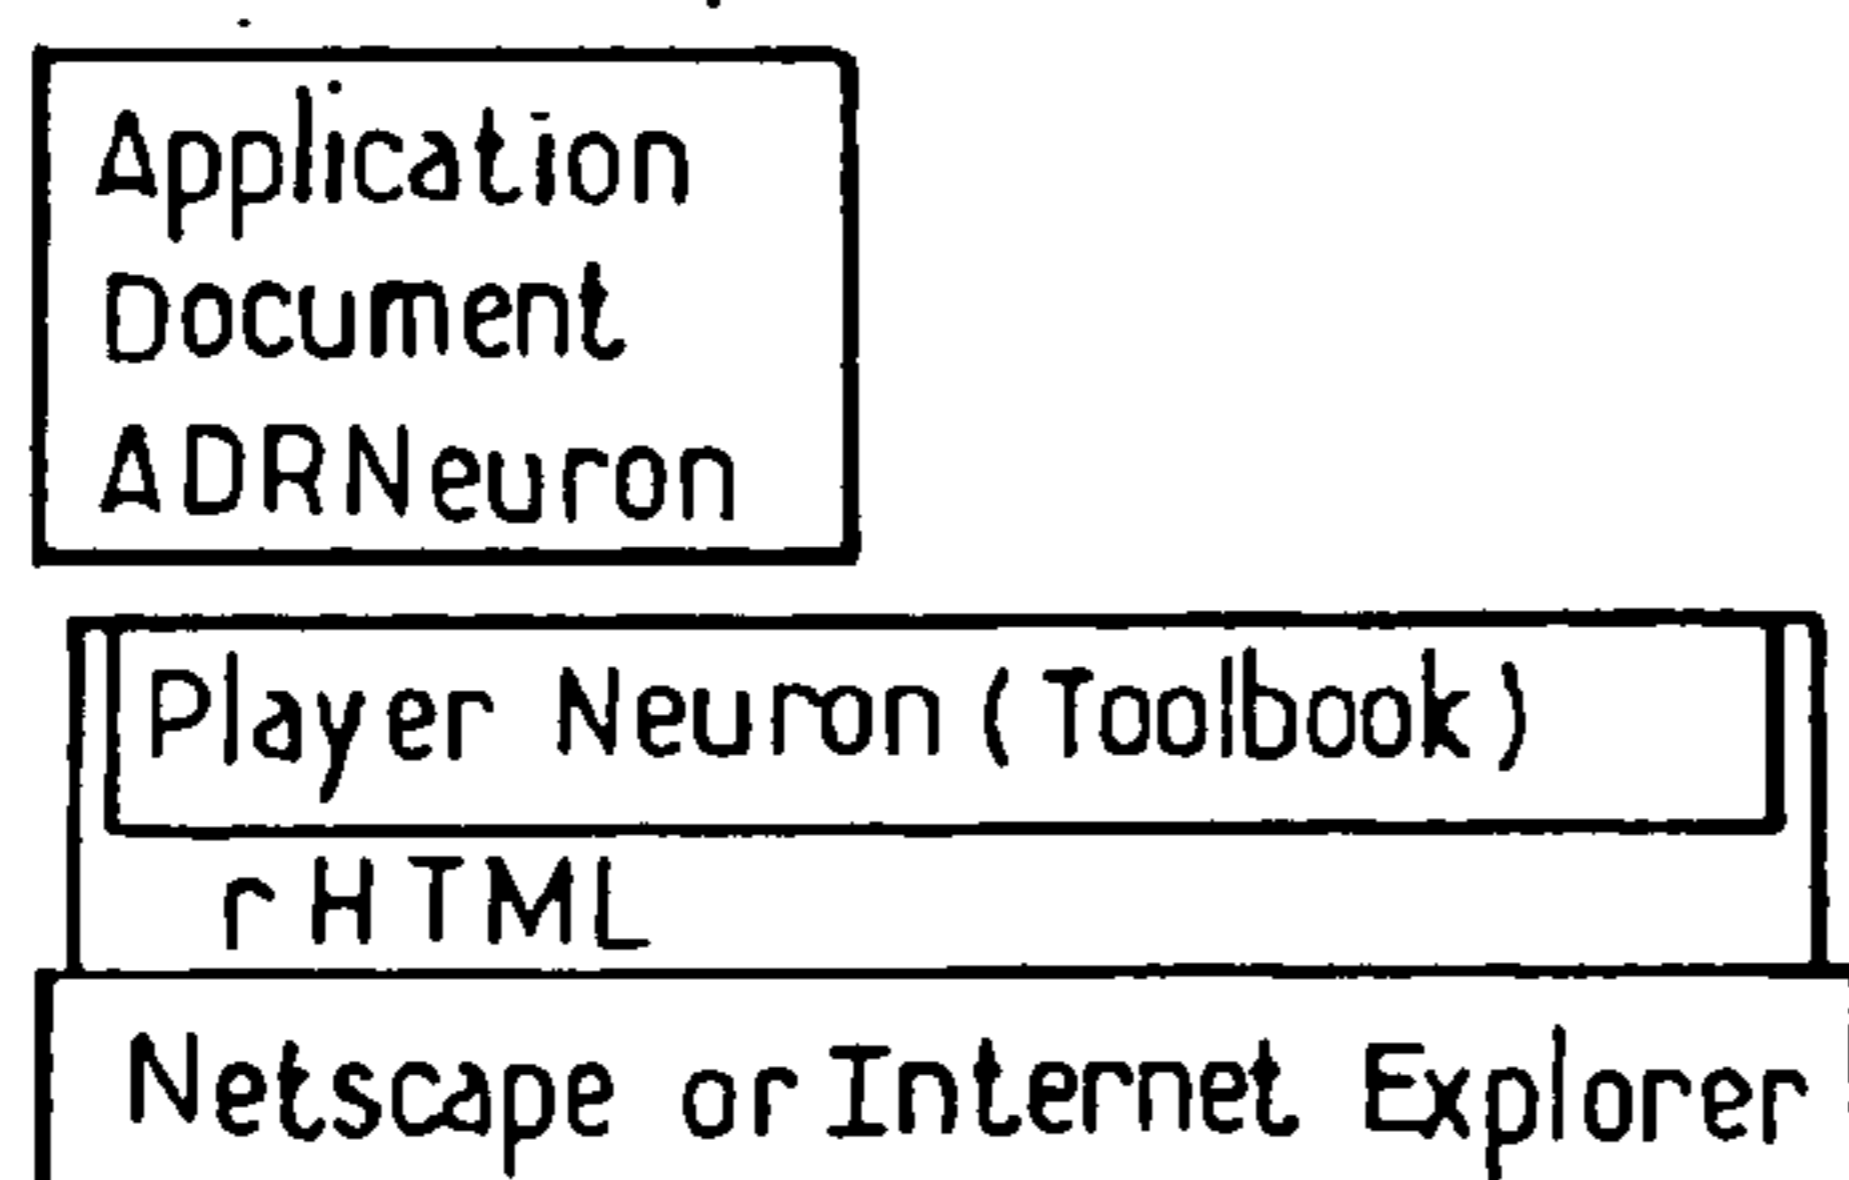 Application
Document
ADRNeuron
Player Neuron (Toolbook)
rHTML
Netscape or Internet Explorer